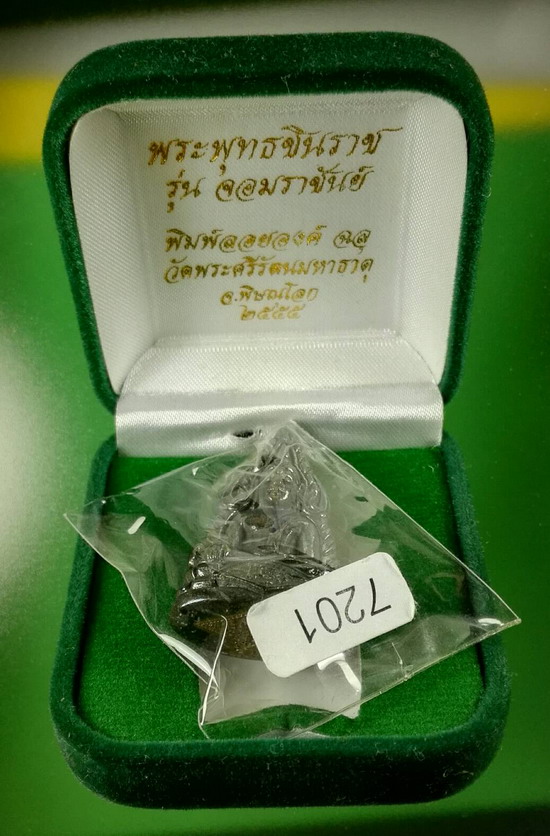 พระพุทธชินราช
รุ่น จอมราชันย์
พิมพ์ลอยองค์ ฉลุ
วัดพระศรีรัตนมหาธาตุ
จ.พิษณุโลก
๒๕๕๕
7201